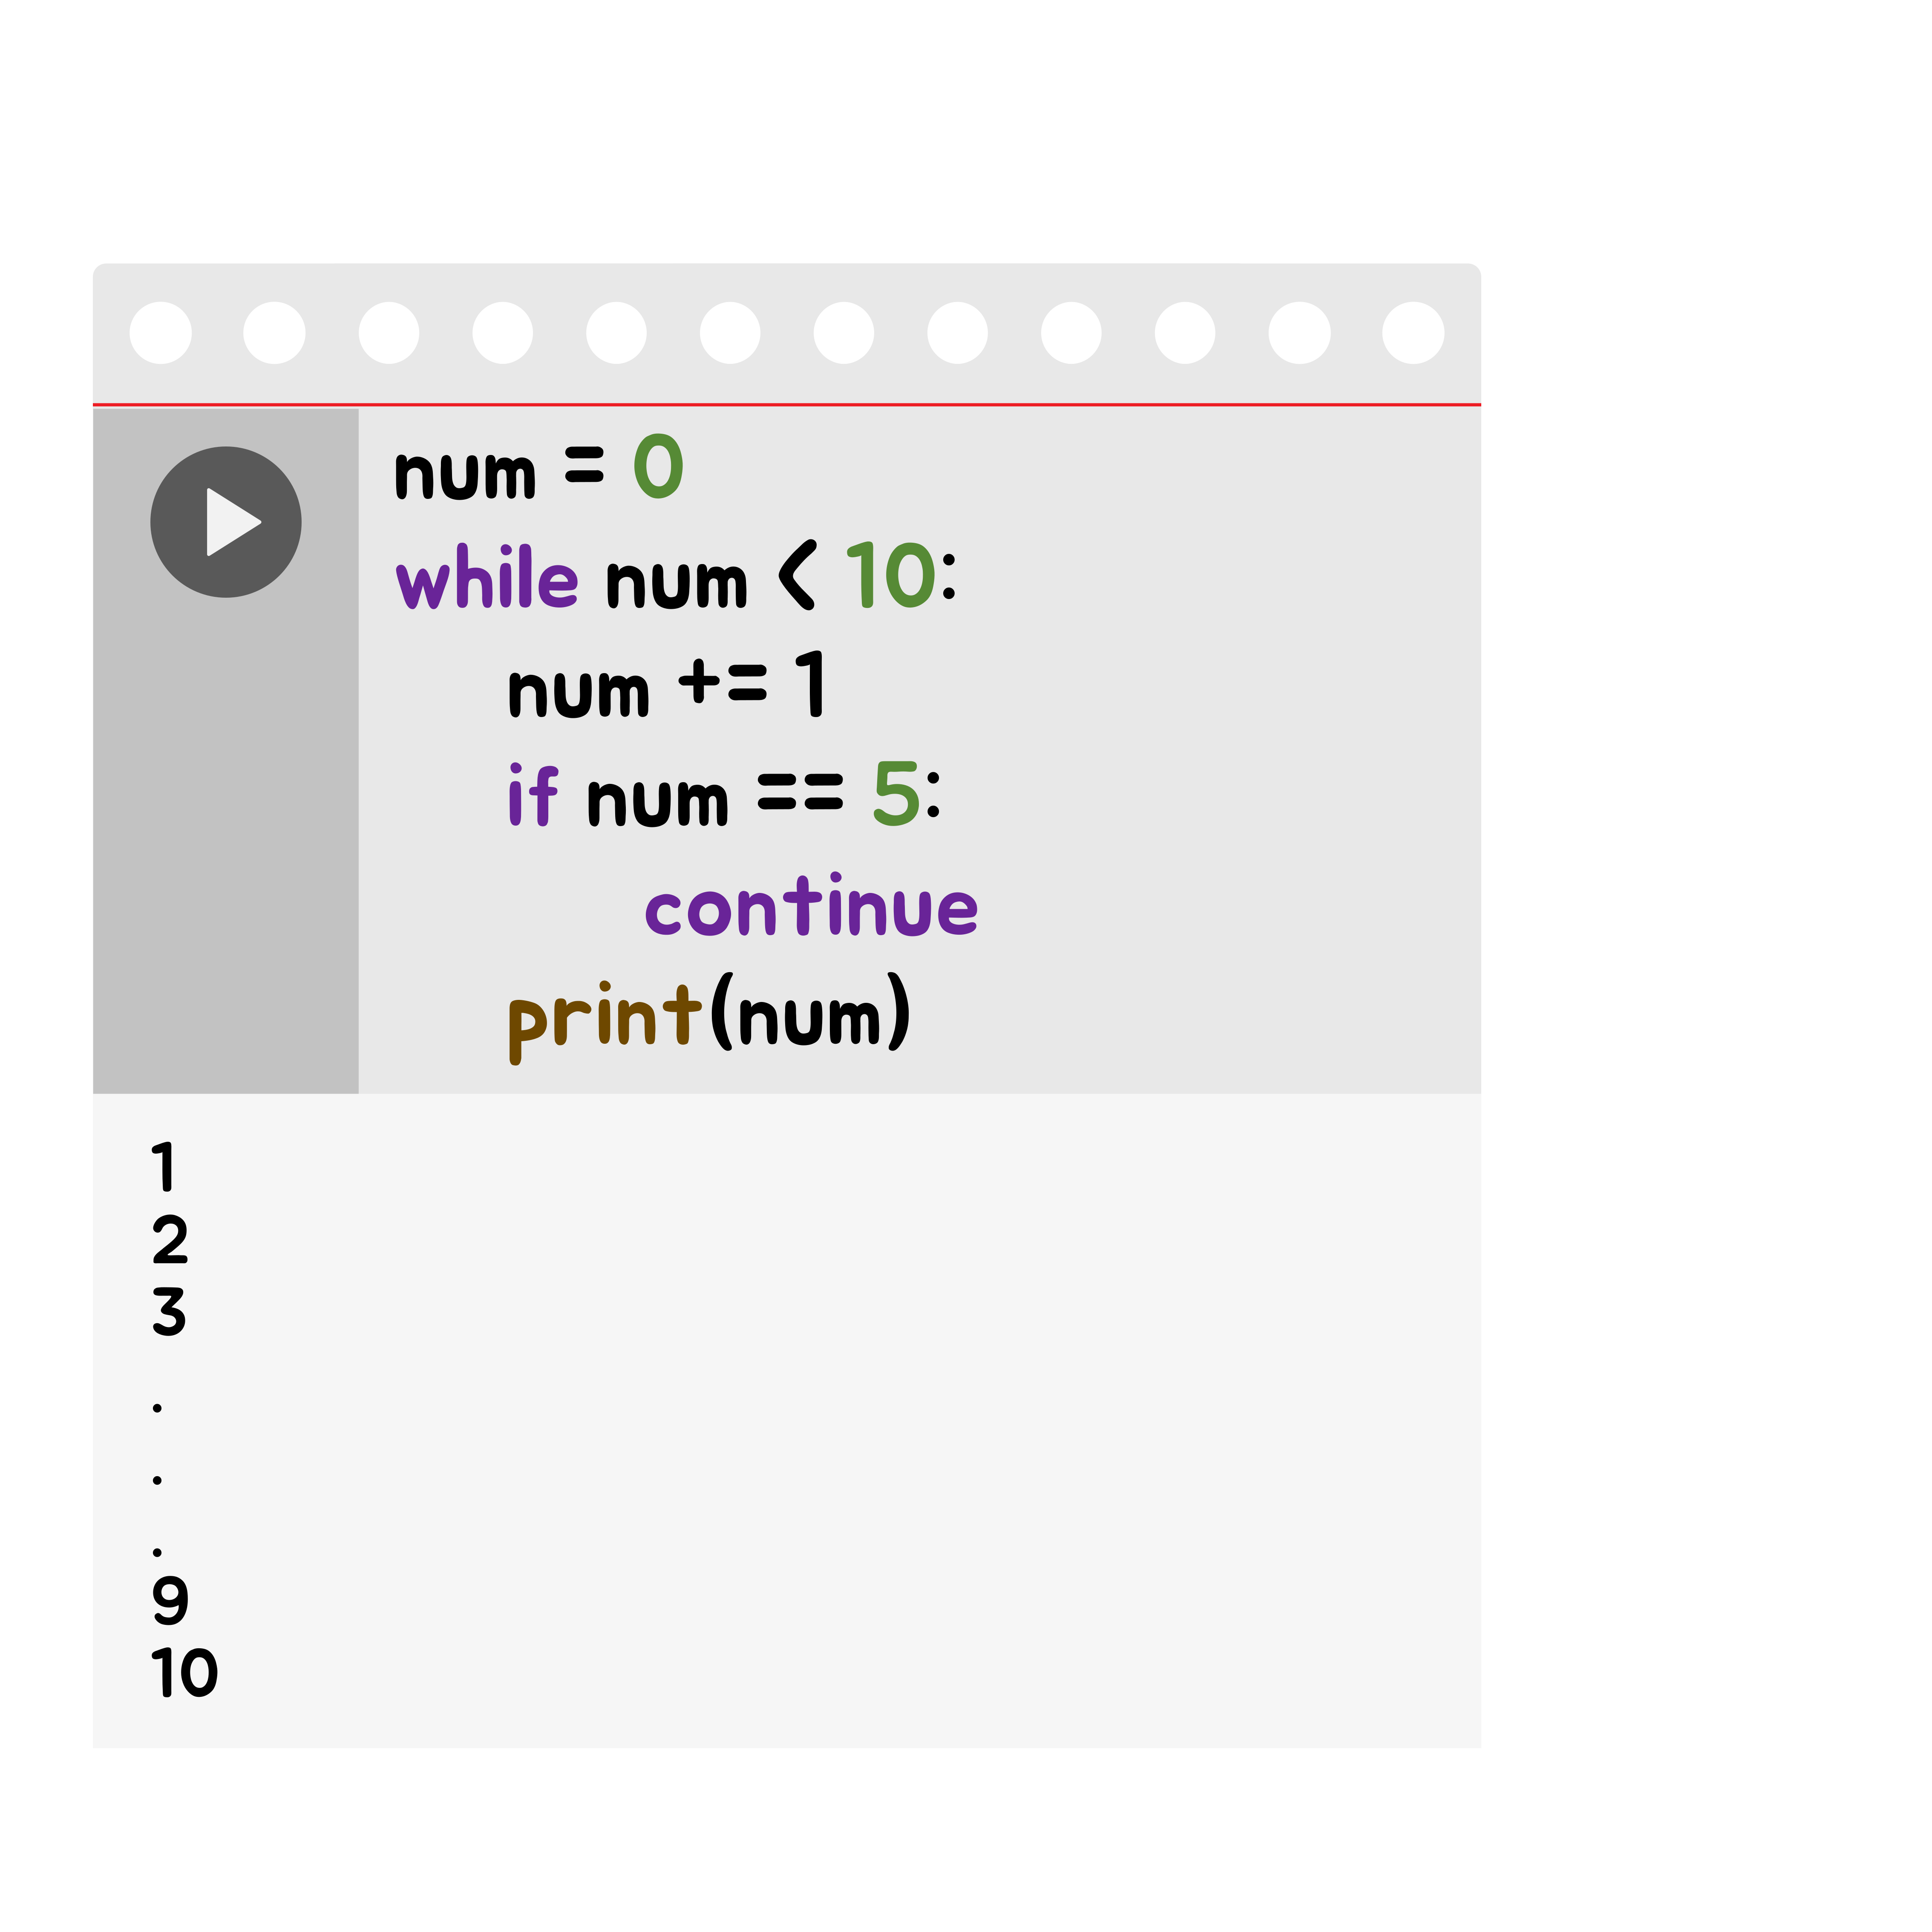 num = 0
while num < 10:
num += 1
if num == 5:
continue
print(num)
1
2
3
.
.
.
9
10